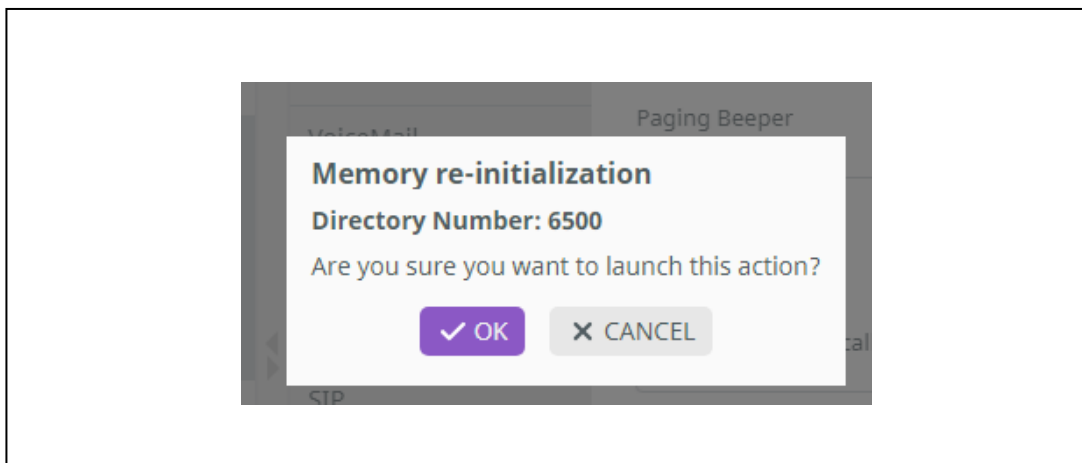 Paging Beeper
VoiceMail
Memory re-initialization
Directory Number: 6500
Are you sure you want to launch this action?
OK
CANCEL
SIP